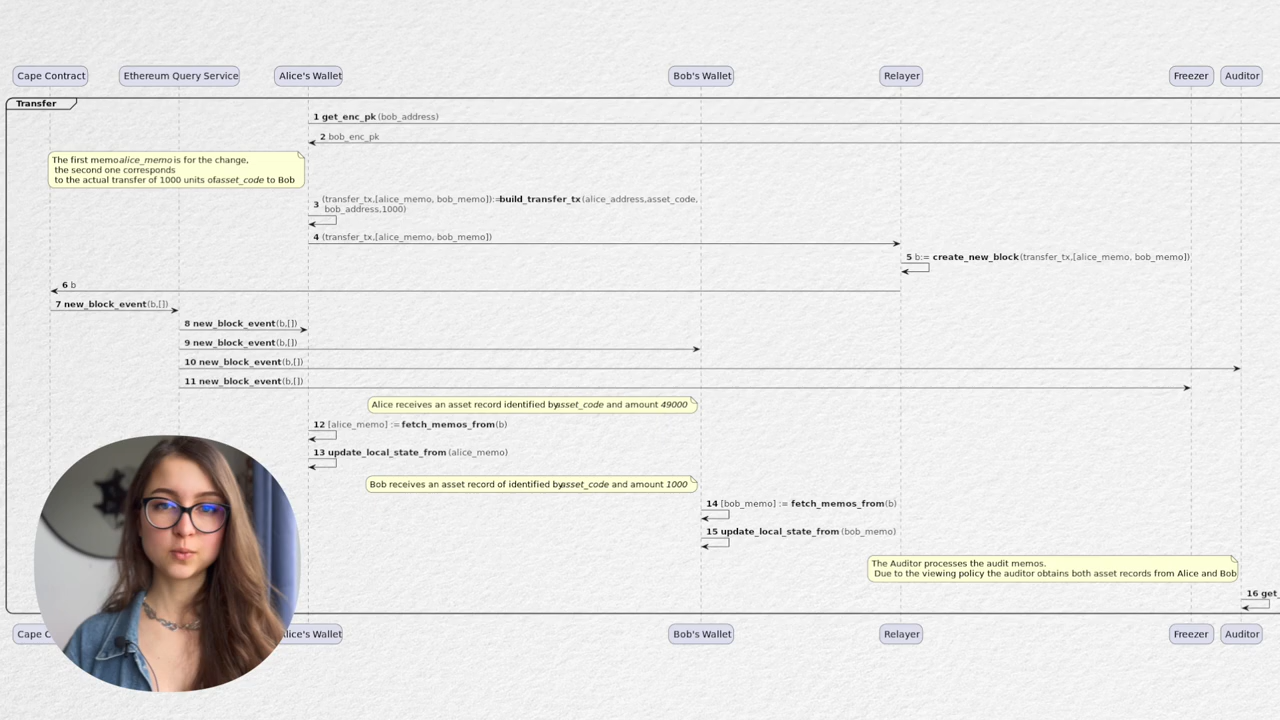 Cape Contract
Ethereum Query Service
Alice's Wallet
Bob's Wallet
Relayer
Freezer
Auditor
Transfer
1 get_enc_pk (bob_address)
2 bob_enc_pk
The first memo alice_memo is for the change,
the second one corresponds
to the actual transfer of 1000 units of asset_code to Bob
3 (transfer_tx,[alice_memo, bob_memo]):=build_transfer_tx (alice_address,asset_code,
bob_address,1000)
4 (transfer_tx,[alice_memo, bob_memo])
5 b:= create_new_block(transfer_tx,[alice_memo, bob_memo])
6 b
7 new_block_event(b,[])
8 new_block_event(b,[])
9 new_block_event(b,[])
10 new_block_event(b,[])
11 new_block_event(b,[])
Alice receives an asset record identified by asset_code and amount 49000
12 [alice_memo] := fetch_memos_from(b)
13 update_local_state_from (alice_memo)
Bob receives an asset record of identified by asset_code and amount 1000
14 [bob_memo] := fetch_memos_from(b)
15 update_local_state_from (bob_memo)
The Auditor processes the audit memos.
Due to the viewing policy the auditor obtains both asset records from Alice and Bob
16 get_
Cape C
Alice's Wallet
Bob's Wallet
Relayer
Freezer
Auditor